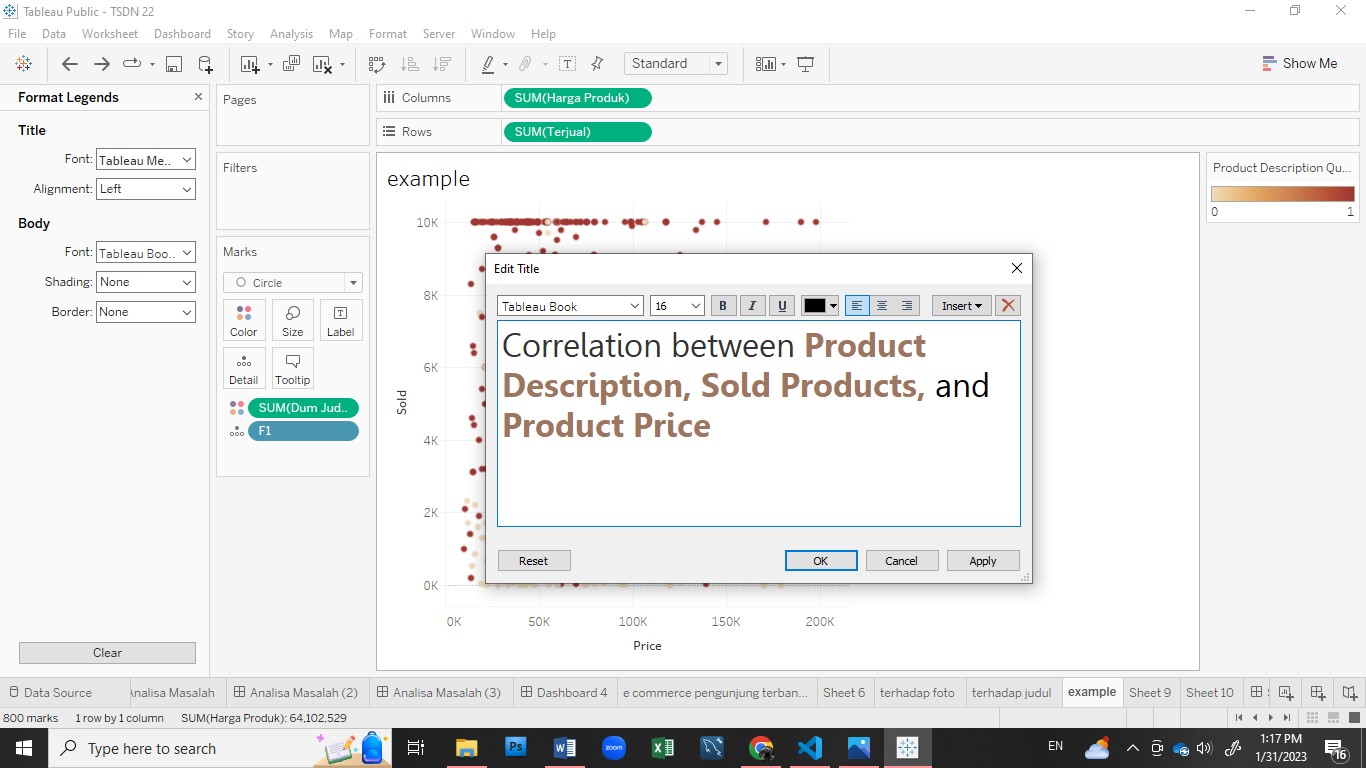 Tableau Public - TSDN 22
File Data Worksheet Dashboard Story Analysis Map Format Server Window Help
Standard
Show Me
Format Legends
Title
Font: Tableau Me..
Alignment: Left
Body
Font: Tableau Boo..
Shading: None
Border: None
Clear
Pages
Filters
Marks
Circle
Color Size Label
Detail Tooltip
SUM(Dum Jud..
F1
Columns SUM(Harga Produk)
Rows SUM(Terjual)
example
10K
8K
6K
4K
2K
0K
Sold
0K 50K 100K 150K 200K
Price
Product Description Qu...
0 1
Edit Title
Tableau Book 16 B I U Insert
Correlation between Product
Description, Sold Products, and
Product Price
Reset OK Cancel Apply
Data Source Analisa Masalah Analisa Masalah (2) Analisa Masalah (3) Dashboard 4 e commerce pengunjung terban... Sheet 6 terhadap foto terhadap judul example Sheet 9 Sheet 10
800 marks 1 row by 1 column SUM(Harga Produk): 64,102,529
Type here to search
Ps
zoom
EN
1:17 PM
1/31/2023
16